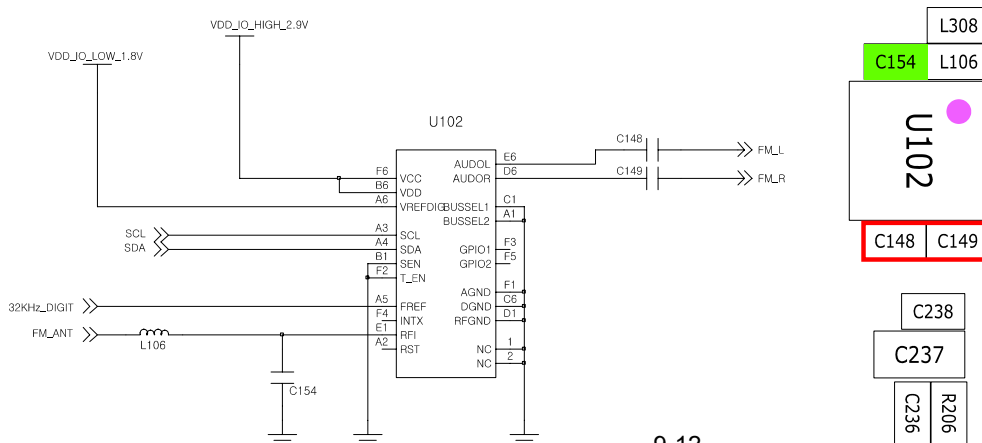 VDD_IO_HIGH_2.9V
VDD_IO_LOW_1.8V
U102
F6 VCC
B6 VDD
A6 VREFDIG
A3 SCL
A4 SDA
B1 SEN
F2 T_EN
A5 FREF
F4 INTX
E1 RFI
A2 RST
AUDOL E6
AUDOR D6
BUSSEL1 C1
BUSSEL2 A1
GPIO1 F3
GPIO2 F5
AGND F1
DGND C6
RFGND D1
NC 1
NC 2
SCL
SDA
32KHz_DIGIT
FM_ANT
L106
C154
C148
FM_L
C149
FM_R
L308
C154 L106
U102
C148 C149
C238
C237
C236 R206